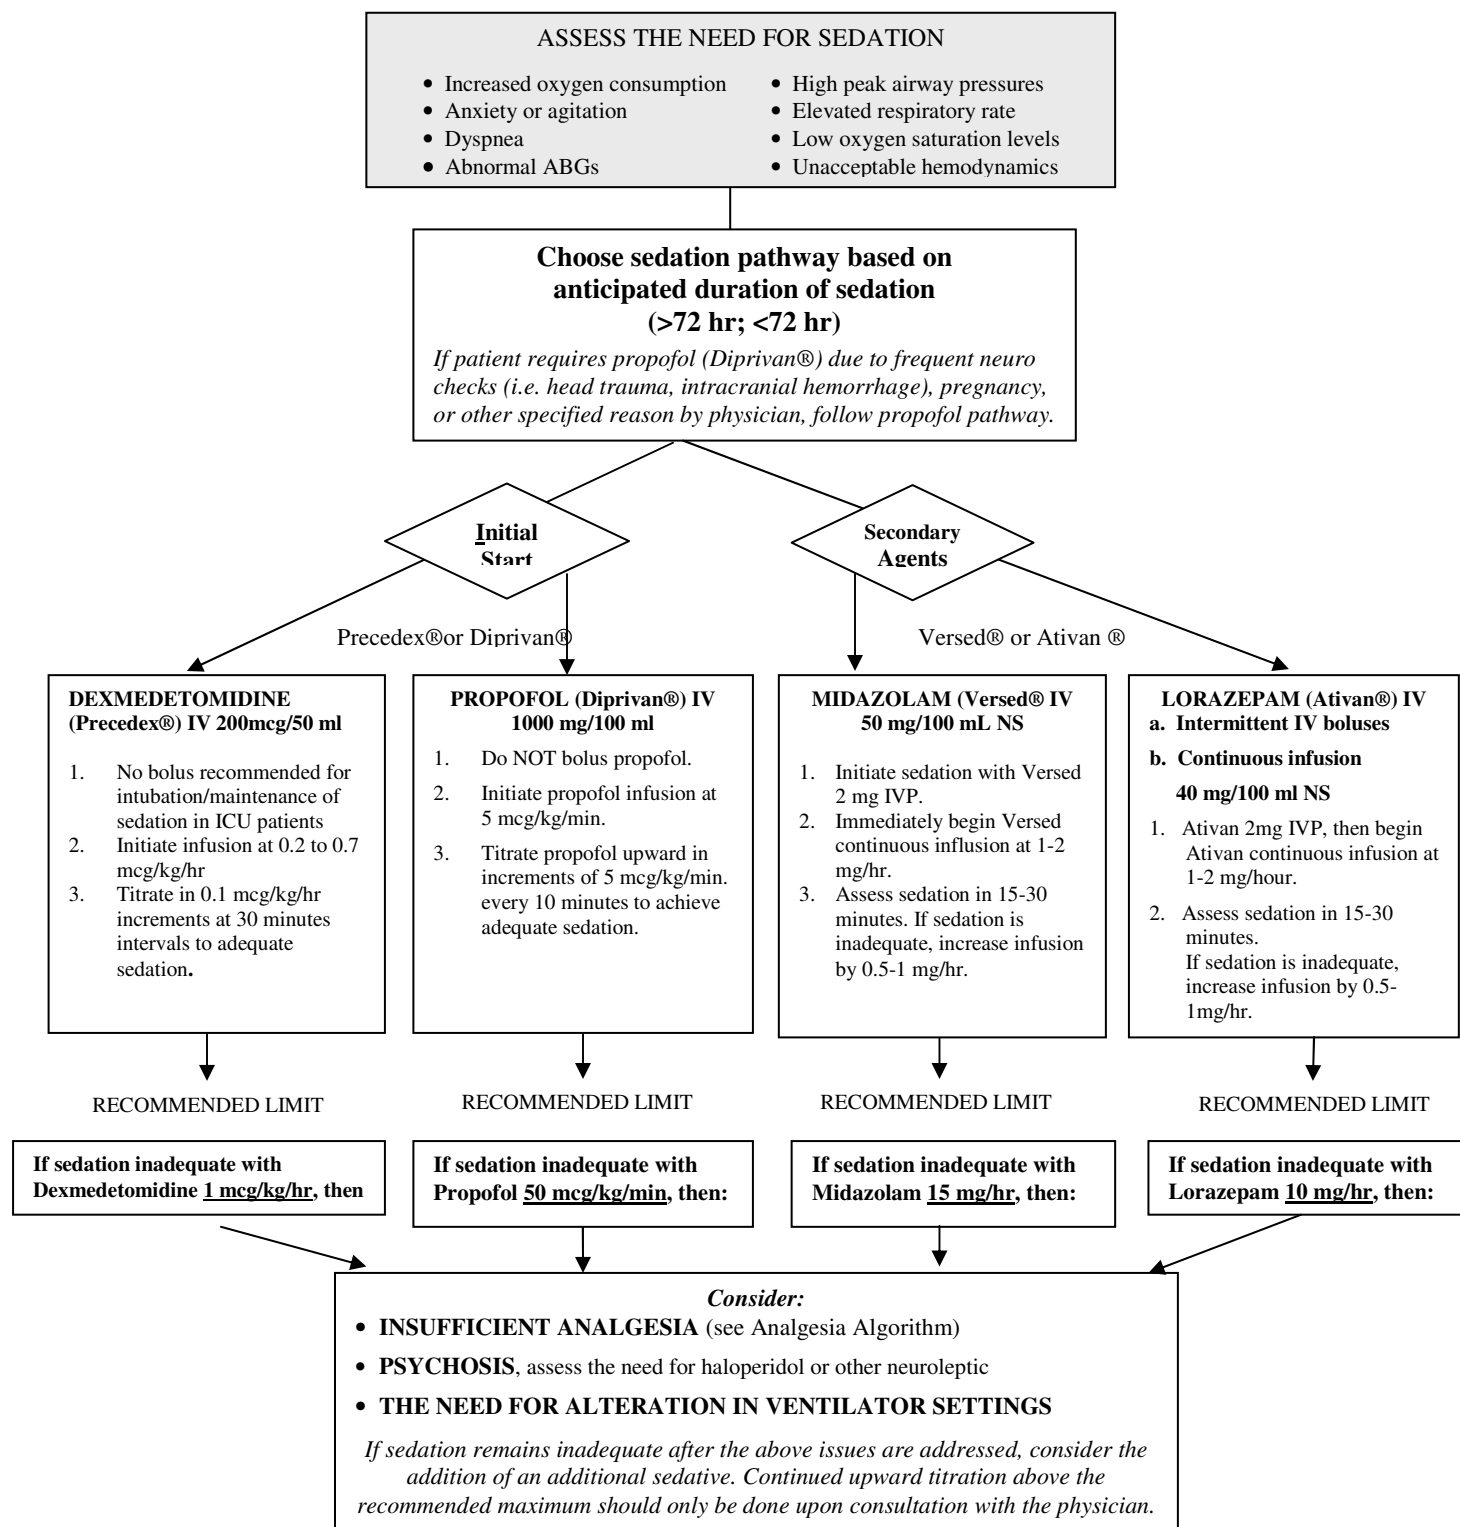 ASSESS THE NEED FOR SEDATION
• Increased oxygen consumption
• Anxiety or agitation
• Dyspnea
• Abnormal ABGs
• High peak airway pressures
• Elevated respiratory rate
• Low oxygen saturation levels
• Unacceptable hemodynamics
Choose sedation pathway based on
anticipated duration of sedation
(>72 hr; <72 hr)
If patient requires propofol (Diprivan®) due to frequent neuro
checks (i.e. head trauma, intracranial hemorrhage), pregnancy,
or other specified reason by physician, follow propofol pathway.
Initial
Start
Secondary
Agents
Precedex®or Diprivan®
Versed® or Ativan ®
DEXMEDETOMIDINE
(Precedex®) IV 200mcg/50 ml
1. No bolus recommended for
intubation/maintenance of
sedation in ICU patients
2. Initiate infusion at 0.2 to 0.7
mcg/kg/hr
3. Titrate in 0.1 mcg/kg/hr
increments at 30 minutes
intervals to adequate
sedation.
PROPOFOL (Diprivan®) IV
1000 mg/100 ml
1. Do NOT bolus propofol.
2. Initiate propofol infusion at
5 mcg/kg/min.
3. Titrate propofol upward in
increments of 5 mcg/kg/min.
every 10 minutes to achieve
adequate sedation.
MIDAZOLAM (Versed® IV
50 mg/100 mL NS
1. Initiate sedation with Versed
2 mg IVP.
2. Immediately begin Versed
continuous influsion at 1-2
mg/hr.
3. Assess sedation in 15-30
minutes. If sedation is
inadequate, increase infusion
by 0.5-1 mg/hr.
LORAZEPAM (Ativan®) IV
a. Intermittent IV boluses
b. Continuous infusion
40 mg/100 ml NS
1. Ativan 2mg IVP, then begin
Ativan continuous infusion at
1-2 mg/hour.
2. Assess sedation in 15-30
minutes.
If sedation is inadequate,
increase infusion by 0.5-
1mg/hr.
RECOMMENDED LIMIT
RECOMMENDED LIMIT
RECOMMENDED LIMIT
RECOMMENDED LIMIT
If sedation inadequate with
Dexmedetomidine 1 mcg/kg/hr, then
If sedation inadequate with
Propofol 50 mcg/kg/min, then:
If sedation inadequate with
Midazolam 15 mg/hr, then:
If sedation inadequate with
Lorazepam 10 mg/hr, then:
Consider:
• INSUFFICIENT ANALGESIA (see Analgesia Algorithm)
• PSYCHOSIS, assess the need for haloperidol or other neuroleptic
• THE NEED FOR ALTERATION IN VENTILATOR SETTINGS
If sedation remains inadequate after the above issues are addressed, consider the
addition of an additional sedative. Continued upward titration above the
recommended maximum should only be done upon consultation with the physician.